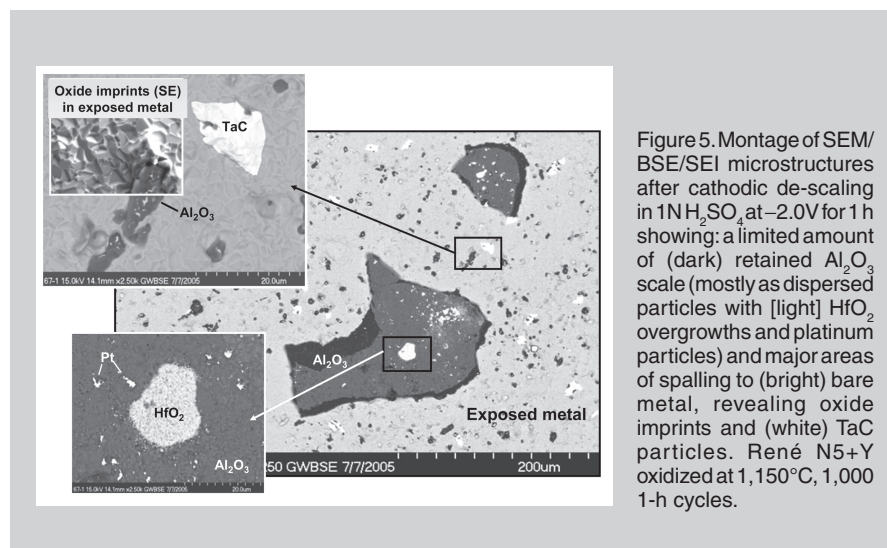 Oxide imprints (SE)
in exposed metal
TaC
Al₂O₃
67-1 15.0kV 14.1mm x2.50k GWBSE 7/7/2005 20.0um
Pt
HfO₂
Al₂O₃
67-1 15.0kV 14.1mm x2.50k GWBSE 7/7/2005 20.0um
Al₂O₃
Exposed metal
50 GWBSE 7/7/2005 200um
Figure 5. Montage of SEM/
BSE/SEI microstructures
after cathodic de-scaling
in 1N H₂SO₄ at –2.0V for 1 h
showing: a limited amount
of (dark) retained Al₂O₃
scale (mostly as dispersed
particles with [light] HfO₂
overgrowths and platinum
particles) and major areas
of spalling to (bright) bare
metal, revealing oxide
imprints and (white) TaC
particles. René N5+Y
oxidized at 1,150°C, 1,000
1-h cycles.